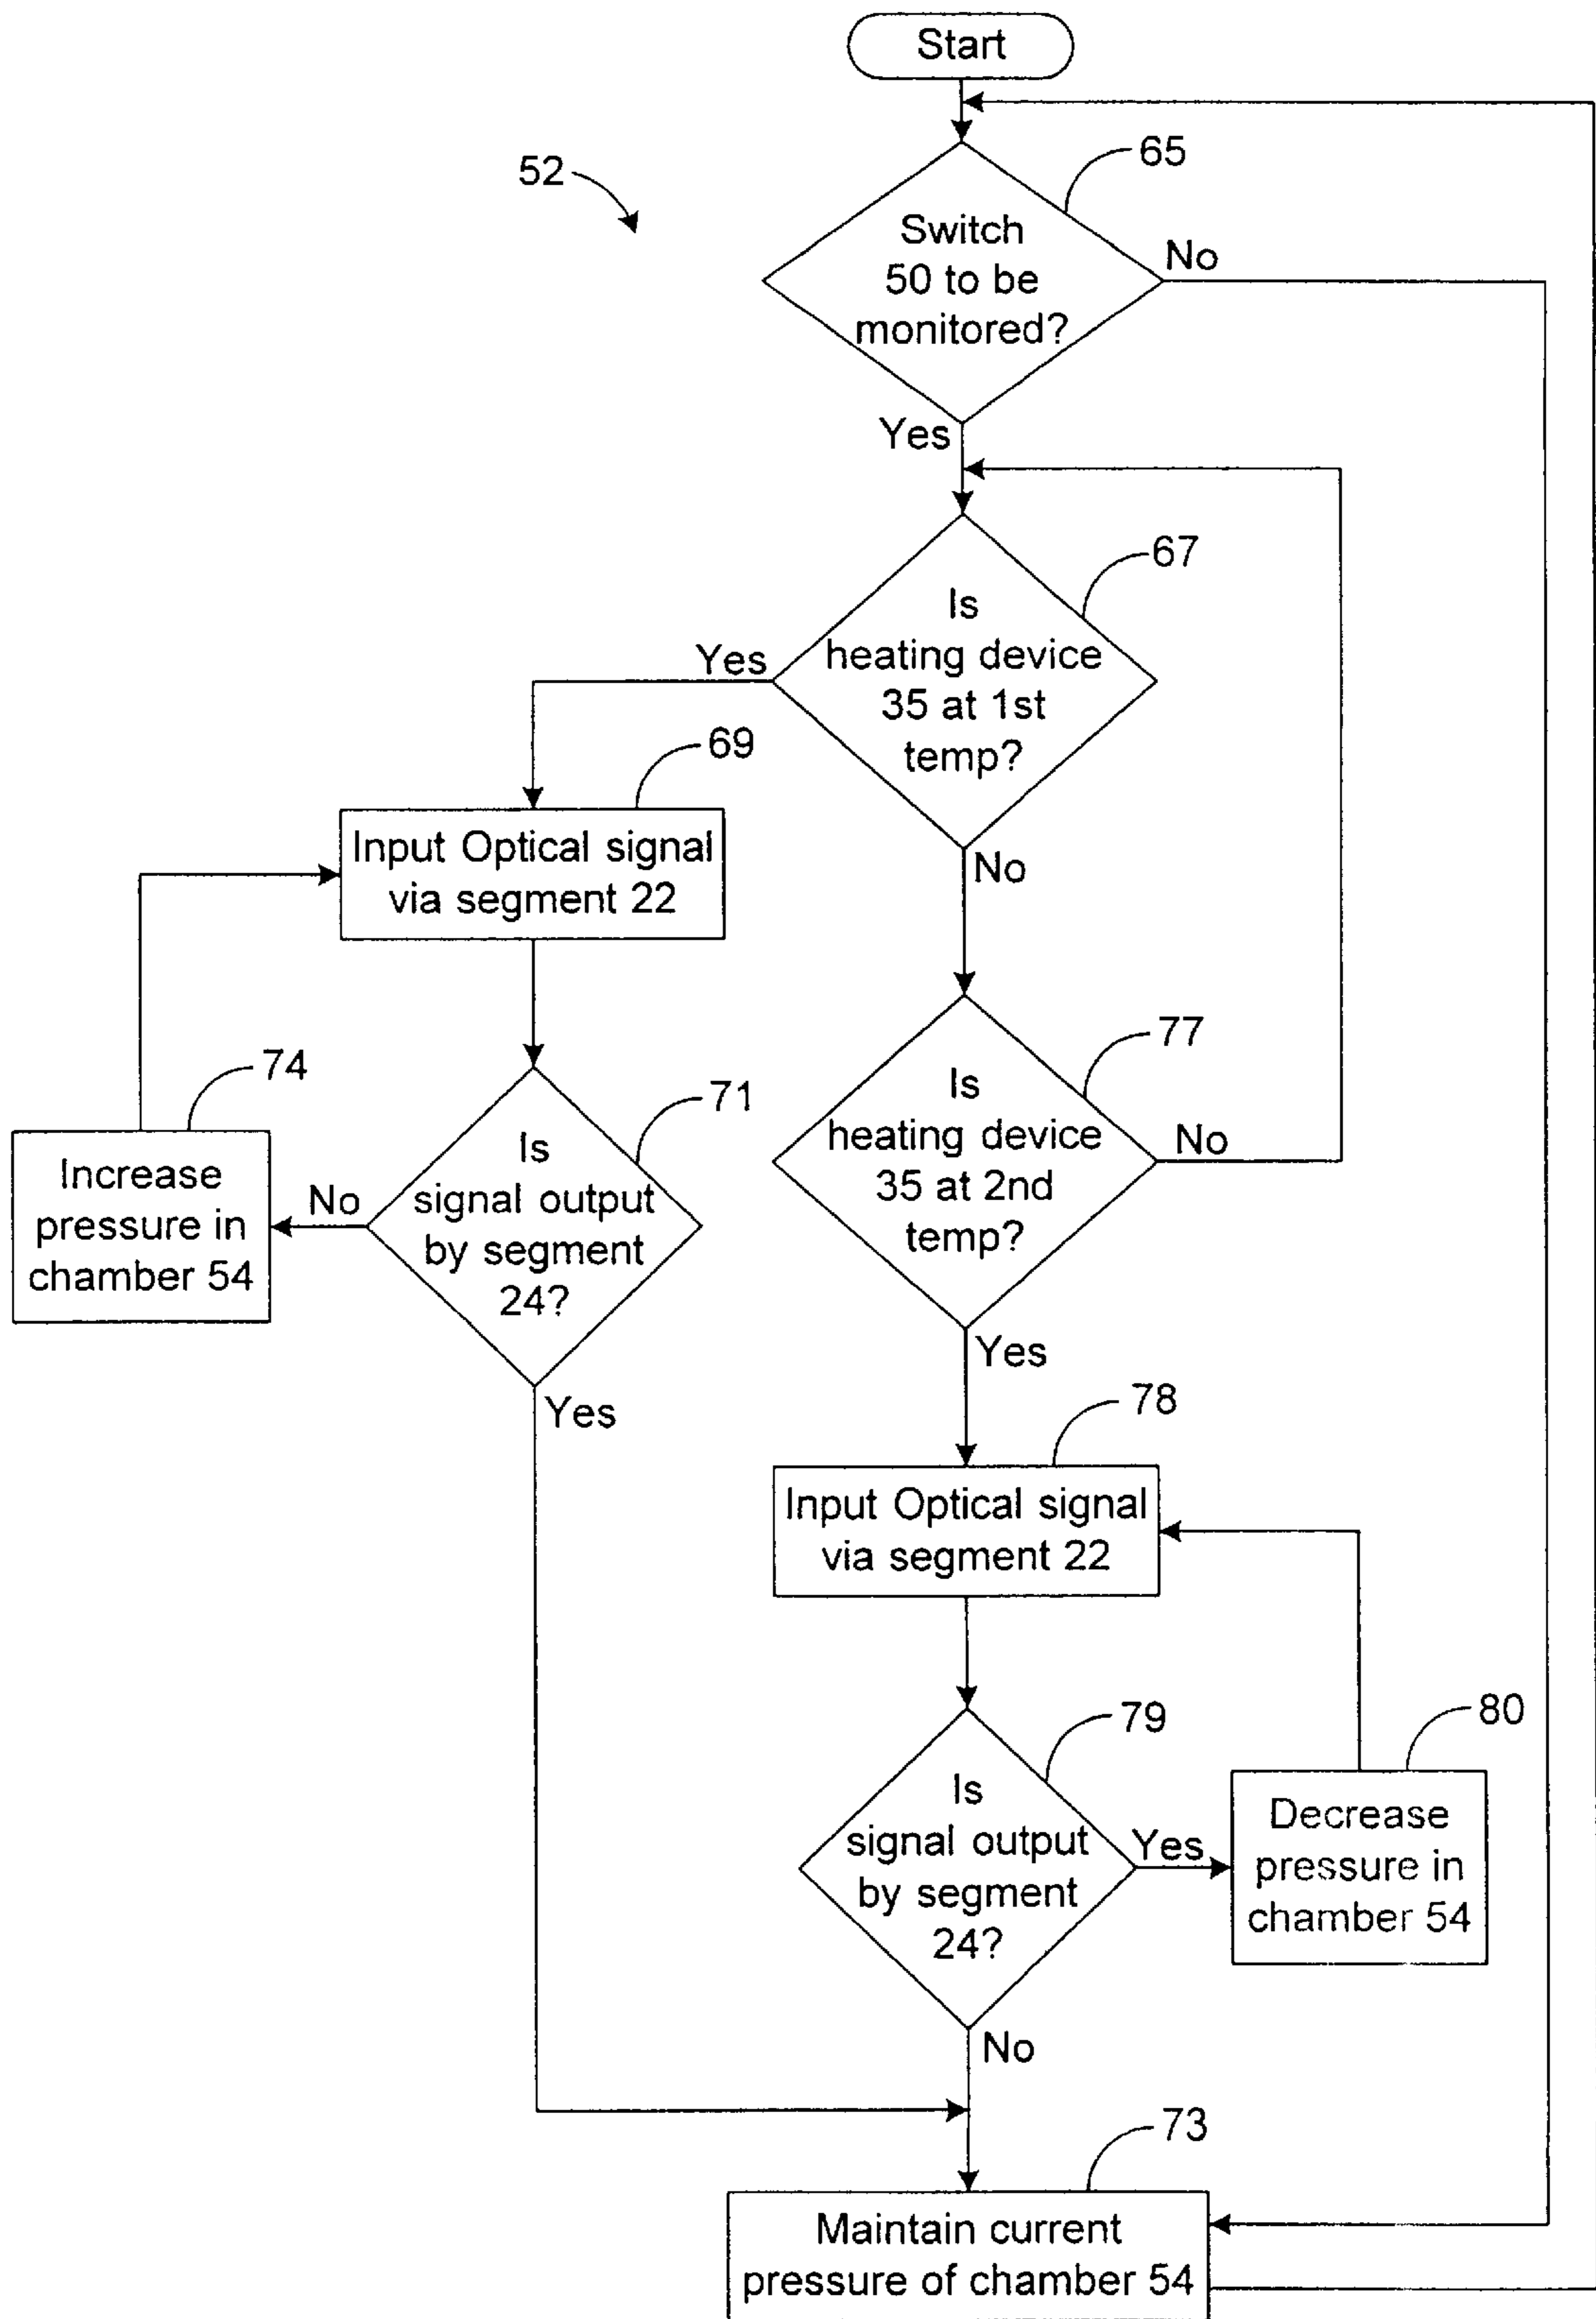 Start
52
65
Switch
50 to be
monitored?
No
Yes
67
Is
heating device
35 at 1st
temp?
Yes
No
69
Input Optical signal
via segment 22
74
Increase
pressure in
chamber 54
71
Is
signal output
by segment
24?
No
Yes
77
Is
heating device
35 at 2nd
temp?
No
Yes
78
Input Optical signal
via segment 22
79
Is
signal output
by segment
24?
Yes
No
80
Decrease
pressure in
chamber 54
73
Maintain current
pressure of chamber 54